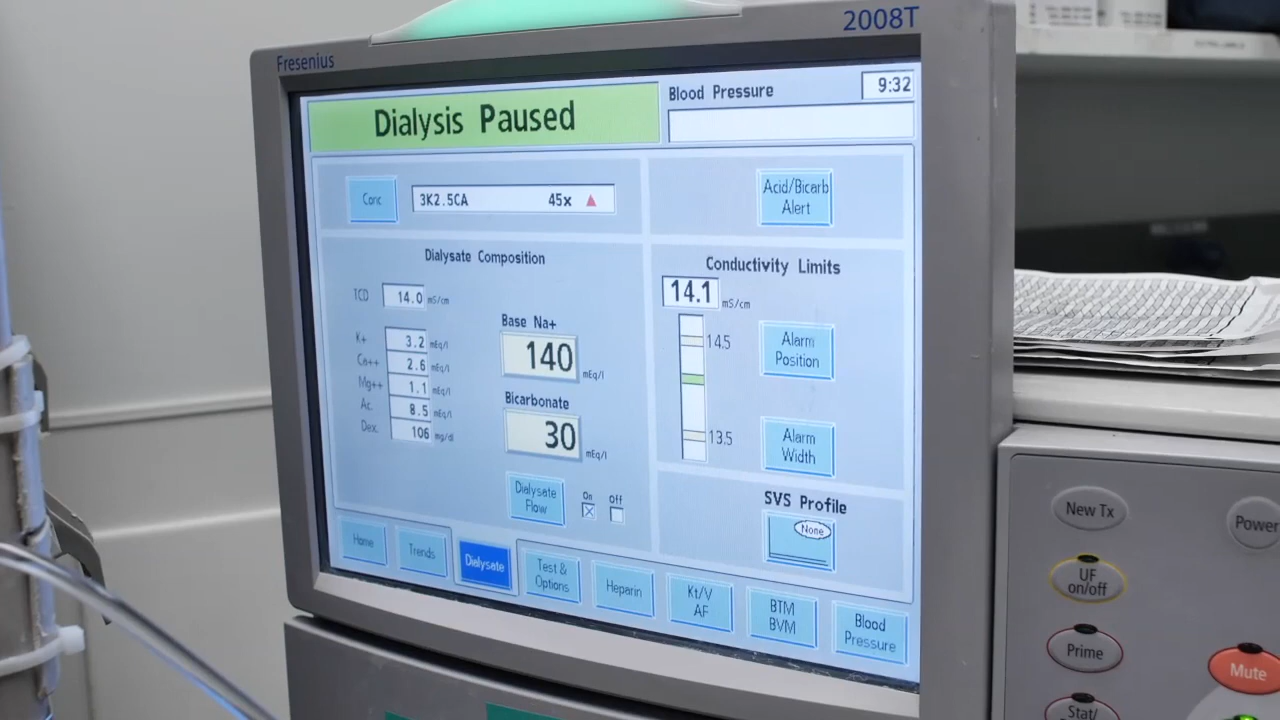 Fresenius
2008T
Dialysis Paused
Blood Pressure
9:32
Conc
3K2.5CA 45x
Acid/Bicarb
Alert
Dialysate Composition
TCD 14.0 mS/cm
K+ 3.2 mEq/l
Ca++ 2.6 mEq/l
Mg++ 1.1 mEq/l
Ac. 8.5 mEq/l
Dex. 106 mg/dl
Base Na+
140 mEq/l
Bicarbonate
30 mEq/l
Dialysate
Flow
On Off
Conductivity Limits
14.1 mS/cm
14.5
13.5
Alarm
Position
Alarm
Width
SVS Profile
None
Home
Trends
Dialysate
Test &
Options
Heparin
Kt/V
AF
BTM
BVM
Blood
Pressure
New Tx
Power
UF
on/off
Prime
Mute
Stat/